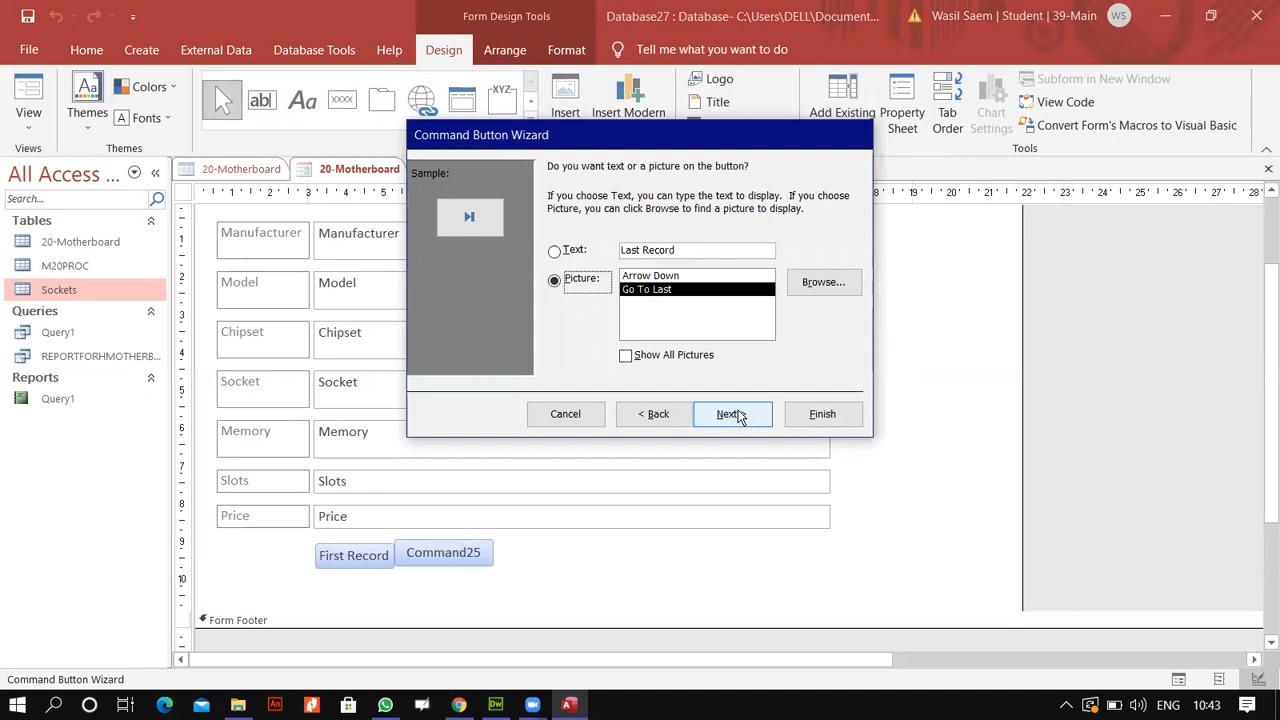 Form Design Tools
Database27 : Database- C:\Users\DELL\Document...
Wasil Saem | Student | 39-Main
WS
File
Home
Create
External Data
Database Tools
Help
Design
Arrange
Format
Tell me what you want to do
View
Views
Themes
Colors
Fonts
Themes
ab|
Aa
XXXX
XYZ
Insert
Insert Modern
Logo
Title
Add Existing
Property
Sheet
Tab
Order
Chart
Settings
Subform in New Window
View Code
Convert Form's Macros to Visual Basic
Tools
All Access ...
Search...
Tables
20-Motherboard
M20PROC
Sockets
Queries
Query1
REPORTFORHMOTHERB...
Reports
Query1
20-Motherboard
20-Motherboard
Manufacturer
Manufacturer
Model
Model
Chipset
Chipset
Socket
Socket
Memory
Memory
Slots
Slots
Price
Price
First Record
Command25
Form Footer
Command Button Wizard
Sample:
Do you want text or a picture on the button?
If you choose Text, you can type the text to display. If you choose
Picture, you can click Browse to find a picture to display.
Text:
Last Record
Picture:
Arrow Down
Go To Last
Browse...
Show All Pictures
Cancel
< Back
Next >
Finish
Command Button Wizard
ENG
10:43